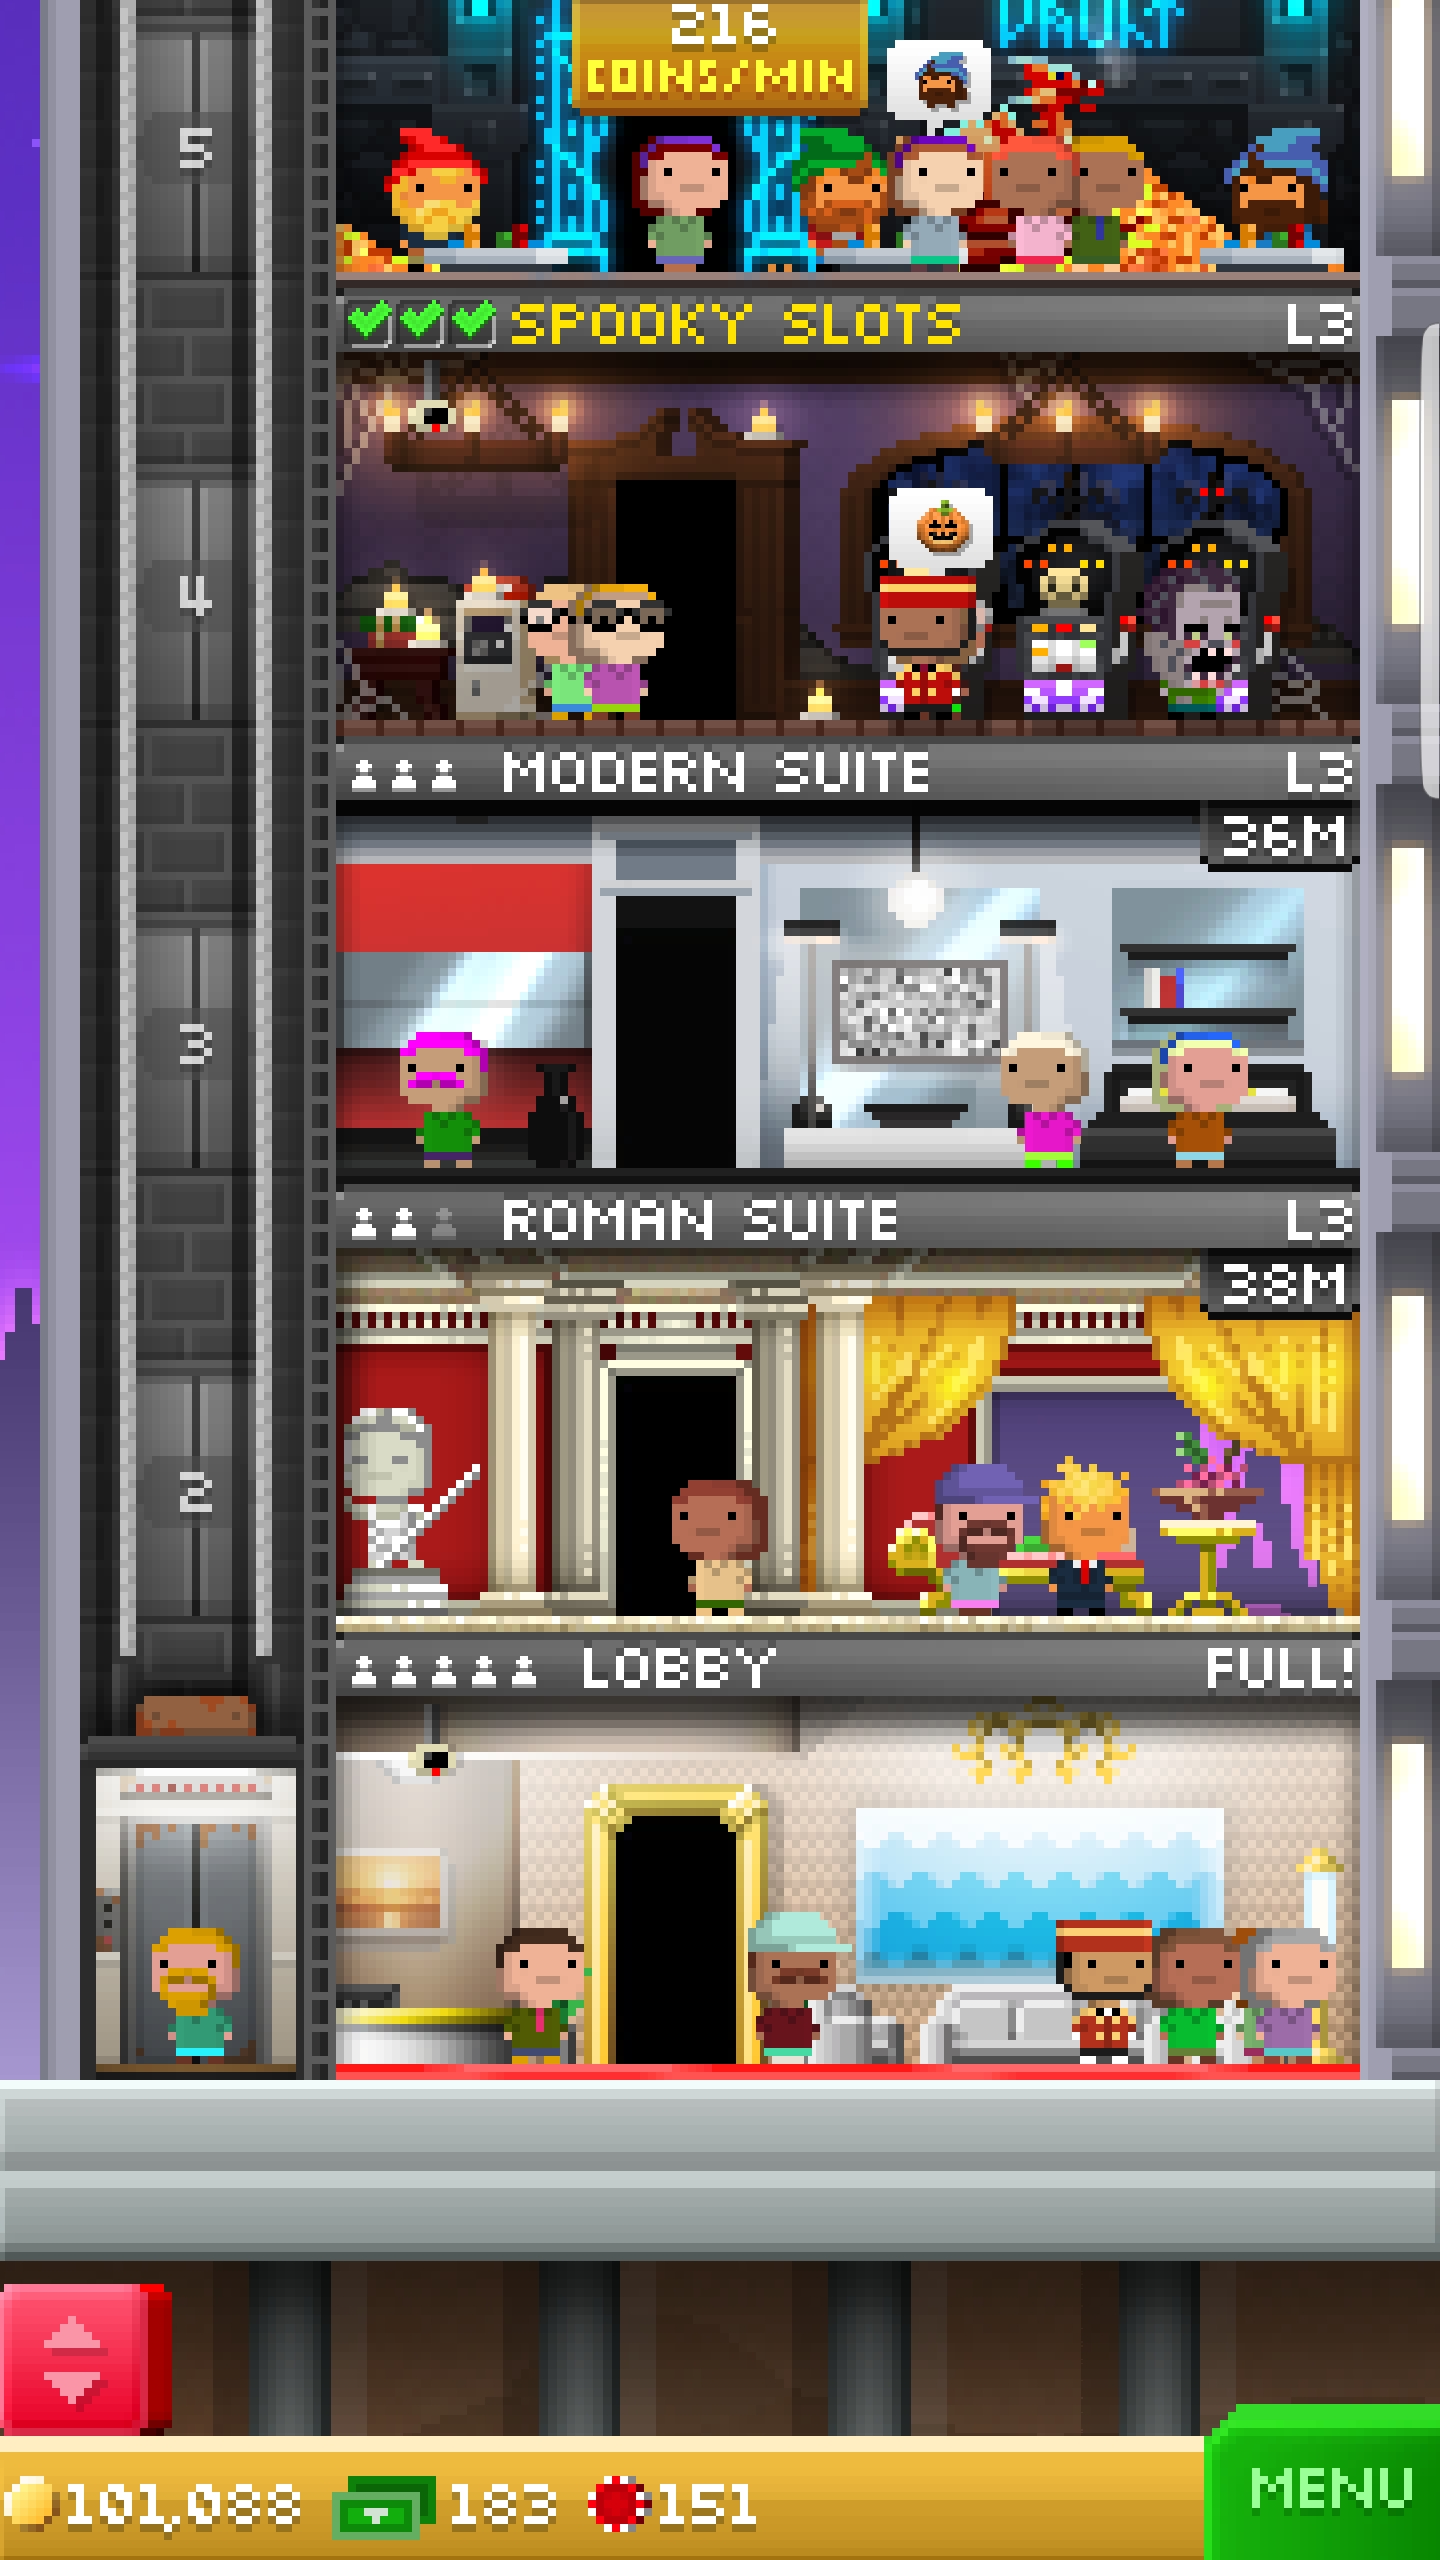 VAULT
216
COINS/MIN
5
SPOOKY SLOTS L3
4
MODERN SUITE L3
36M
3
ROMAN SUITE L3
38M
2
LOBBY FULL!
101,088 183 151
MENU